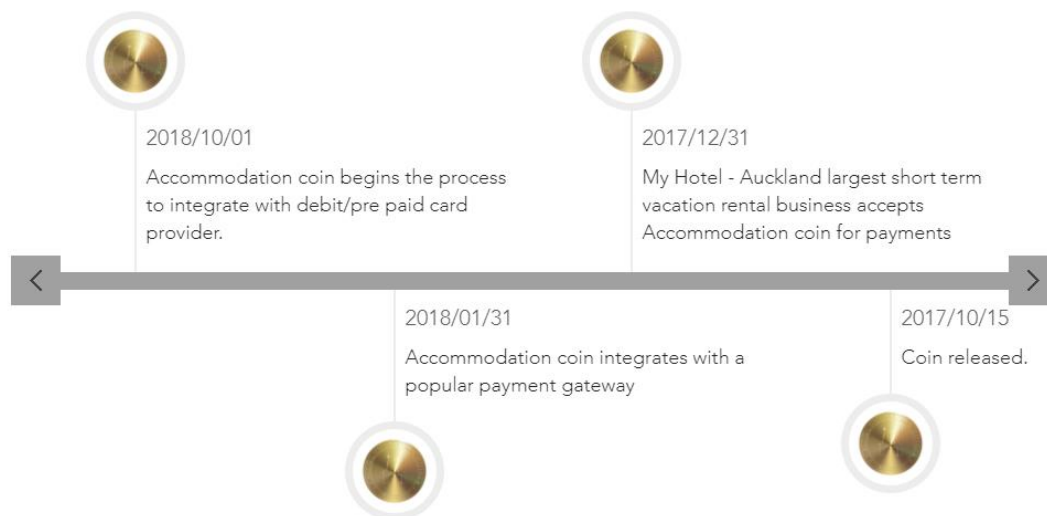 2018/10/01
Accommodation coin begins the process
to integrate with debit/pre paid card
provider.
2018/01/31
Accommodation coin integrates with a
popular payment gateway
2017/12/31
My Hotel - Auckland largest short term
vacation rental business accepts
Accommodation coin for payments
2017/10/15
Coin released.